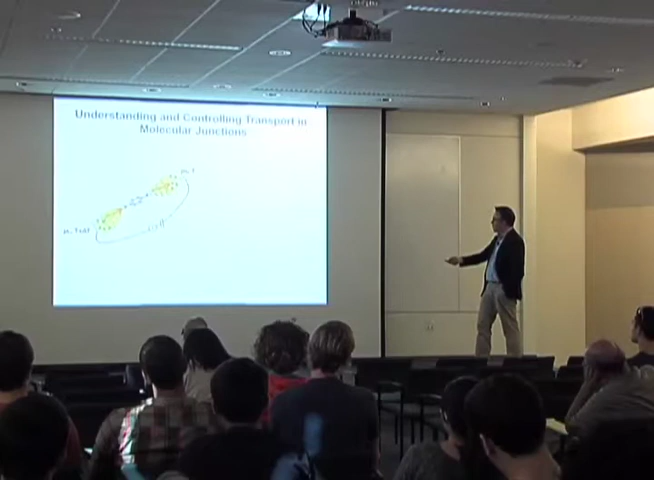 Understanding and Controlling Transport in
Molecular Junctions